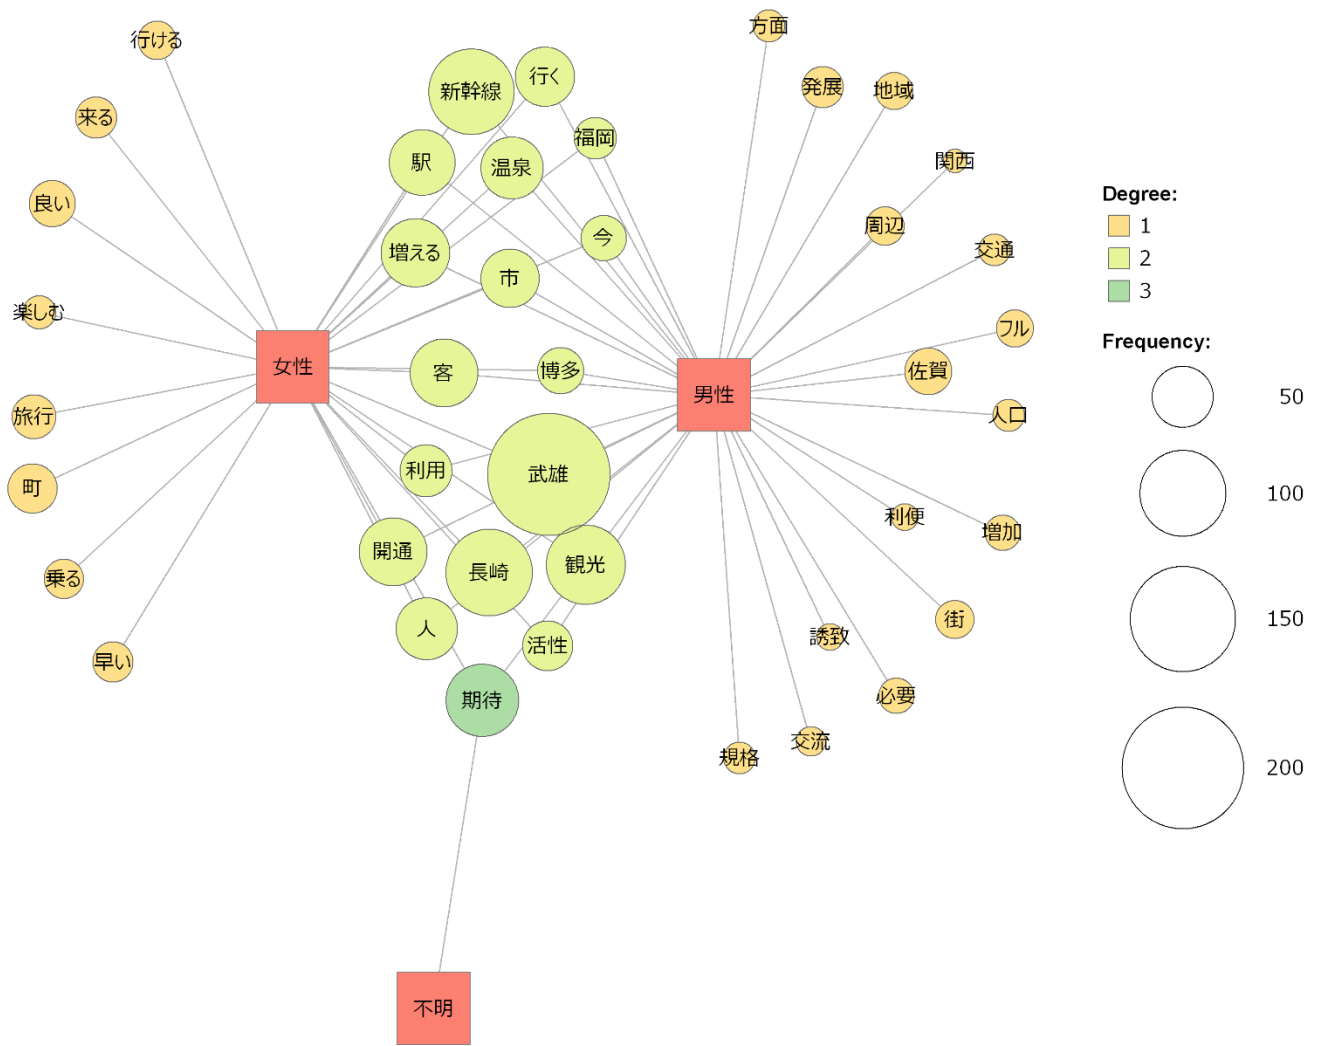 行ける
来る
良い
楽しむ
旅行
町
乗る
早い
女性
新幹線
行く
駅
温泉
福岡
増える
市
今
客
博多
利用
武雄
開通
長崎
観光
人
活性
期待
不明
男性
方面
発展
地域
関西
周辺
交通
フル
佐賀
人口
利便
増加
街
誘致
必要
交流
規格
Degree:
1
2
3
Frequency:
50
100
150
200